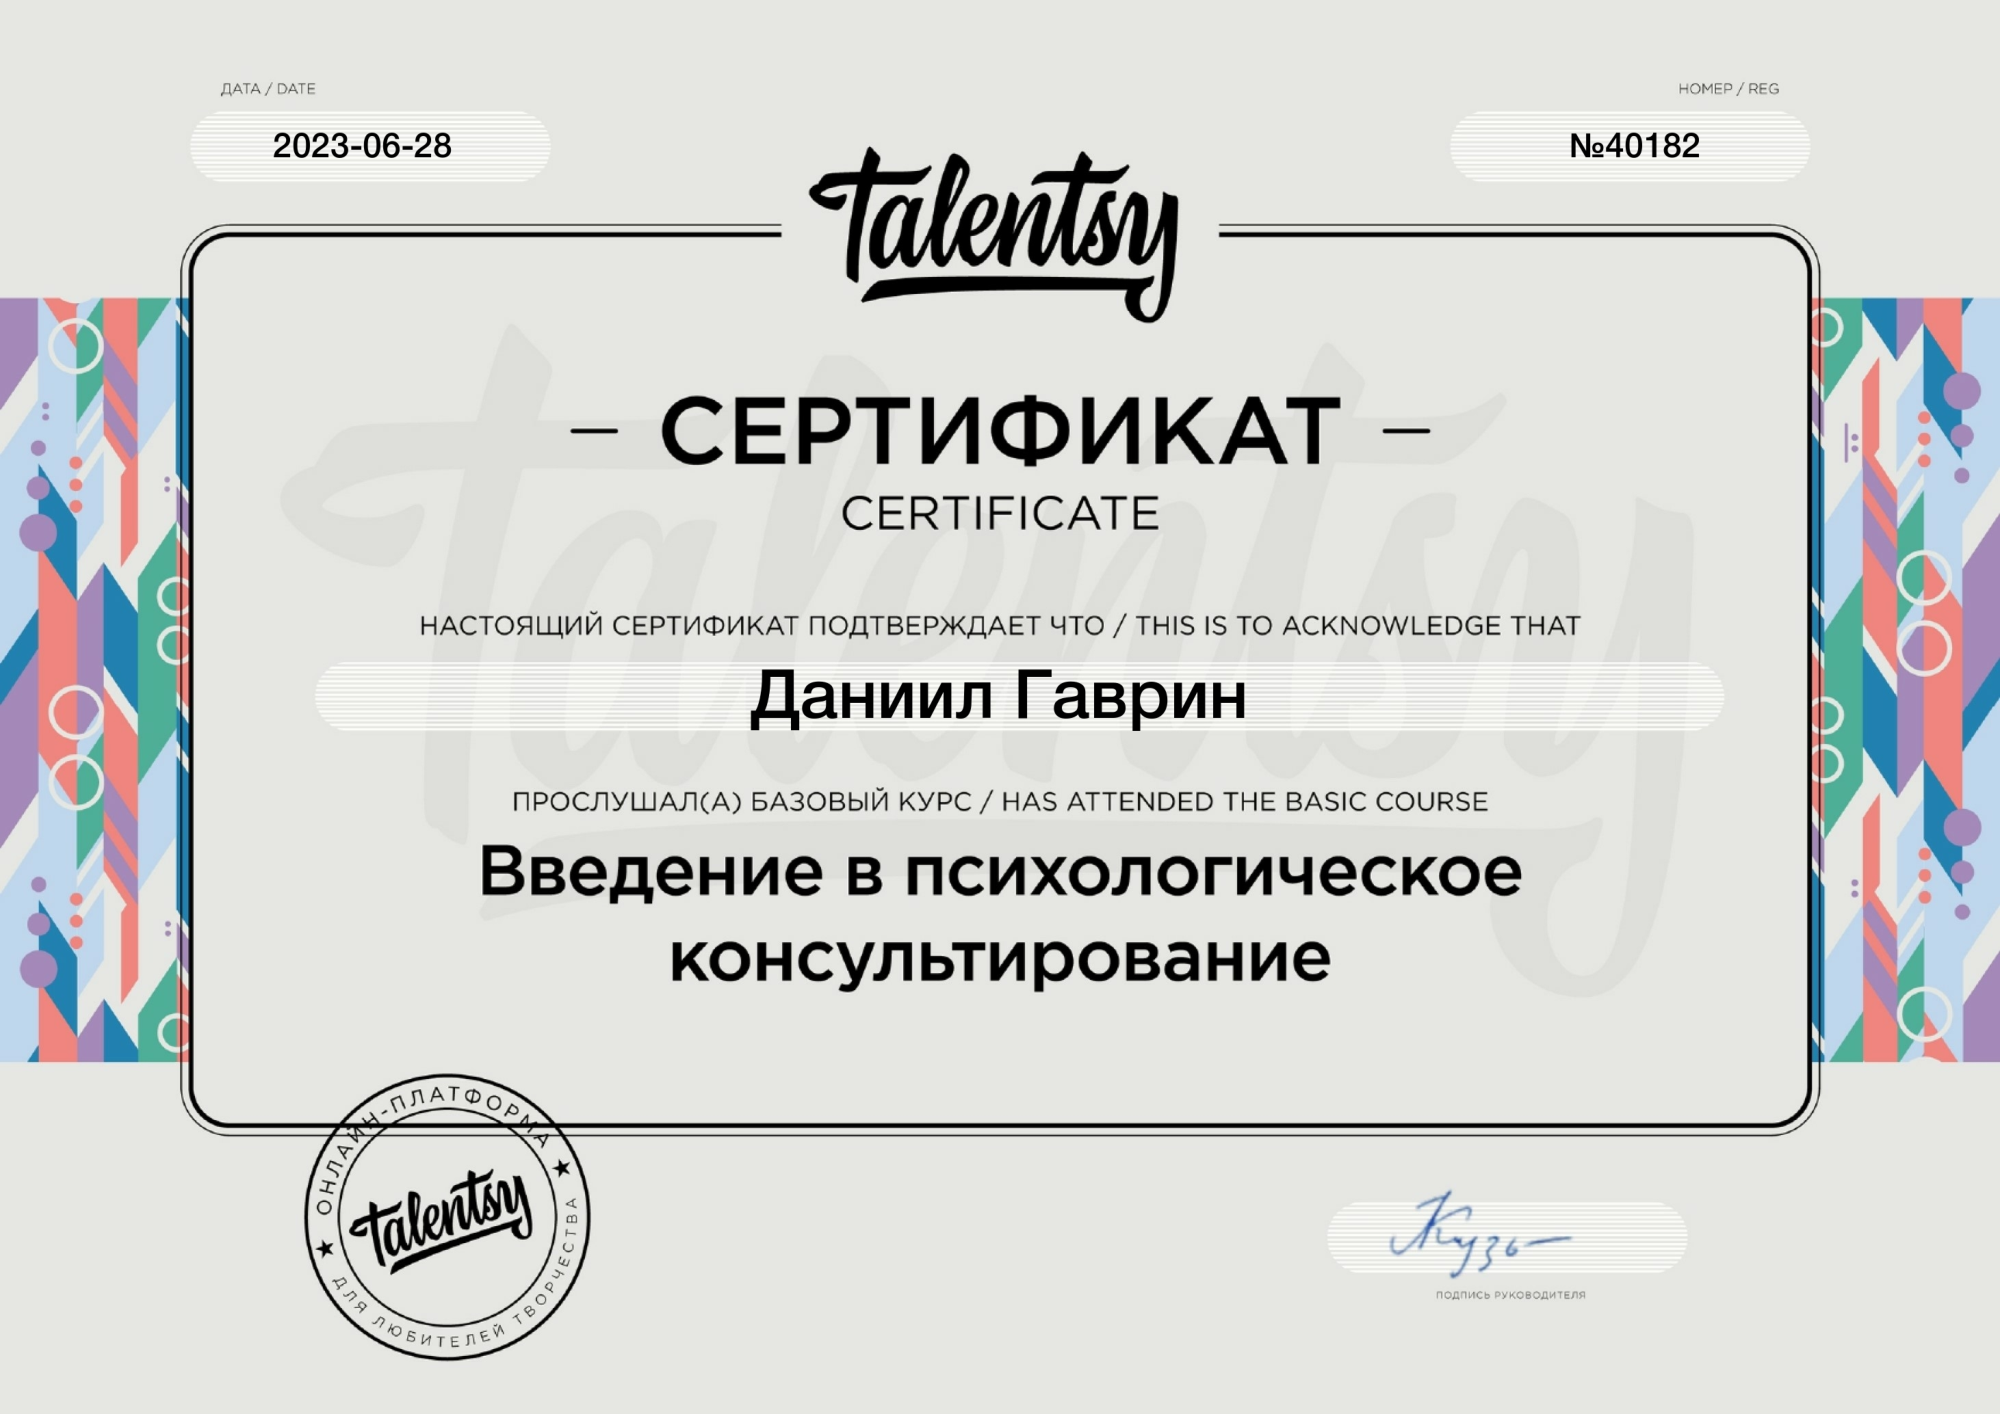 ДАТА / DATE
2023-06-28
НОМЕР / REG
№40182
Talentsy
– СЕРТИФИКАТ –
CERTIFICATE
НАСТОЯЩИЙ СЕРТИФИКАТ ПОДТВЕРЖДАЕТ ЧТО / THIS IS TO ACKNOWLEDGE THAT
Даниил Гаврин
ПРОСЛУШАЛ(А) БАЗОВЫЙ КУРС / HAS ATTENDED THE BASIC COURSE
Введение в психологическое
консультирование
ОНЛАЙН-ПЛАТФОРМА
Talentsy
ДЛЯ ЛЮБИТЕЛЕЙ ТВОРЧЕСТВА
ПОДПИСЬ РУКОВОДИТЕЛЯ